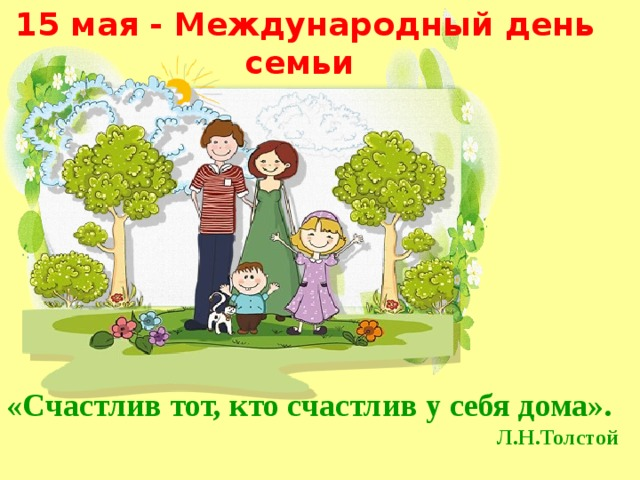 15 мая - Международный день
семьи
«Счастлив тот, кто счастлив у себя дома».
Л.Н.Толстой